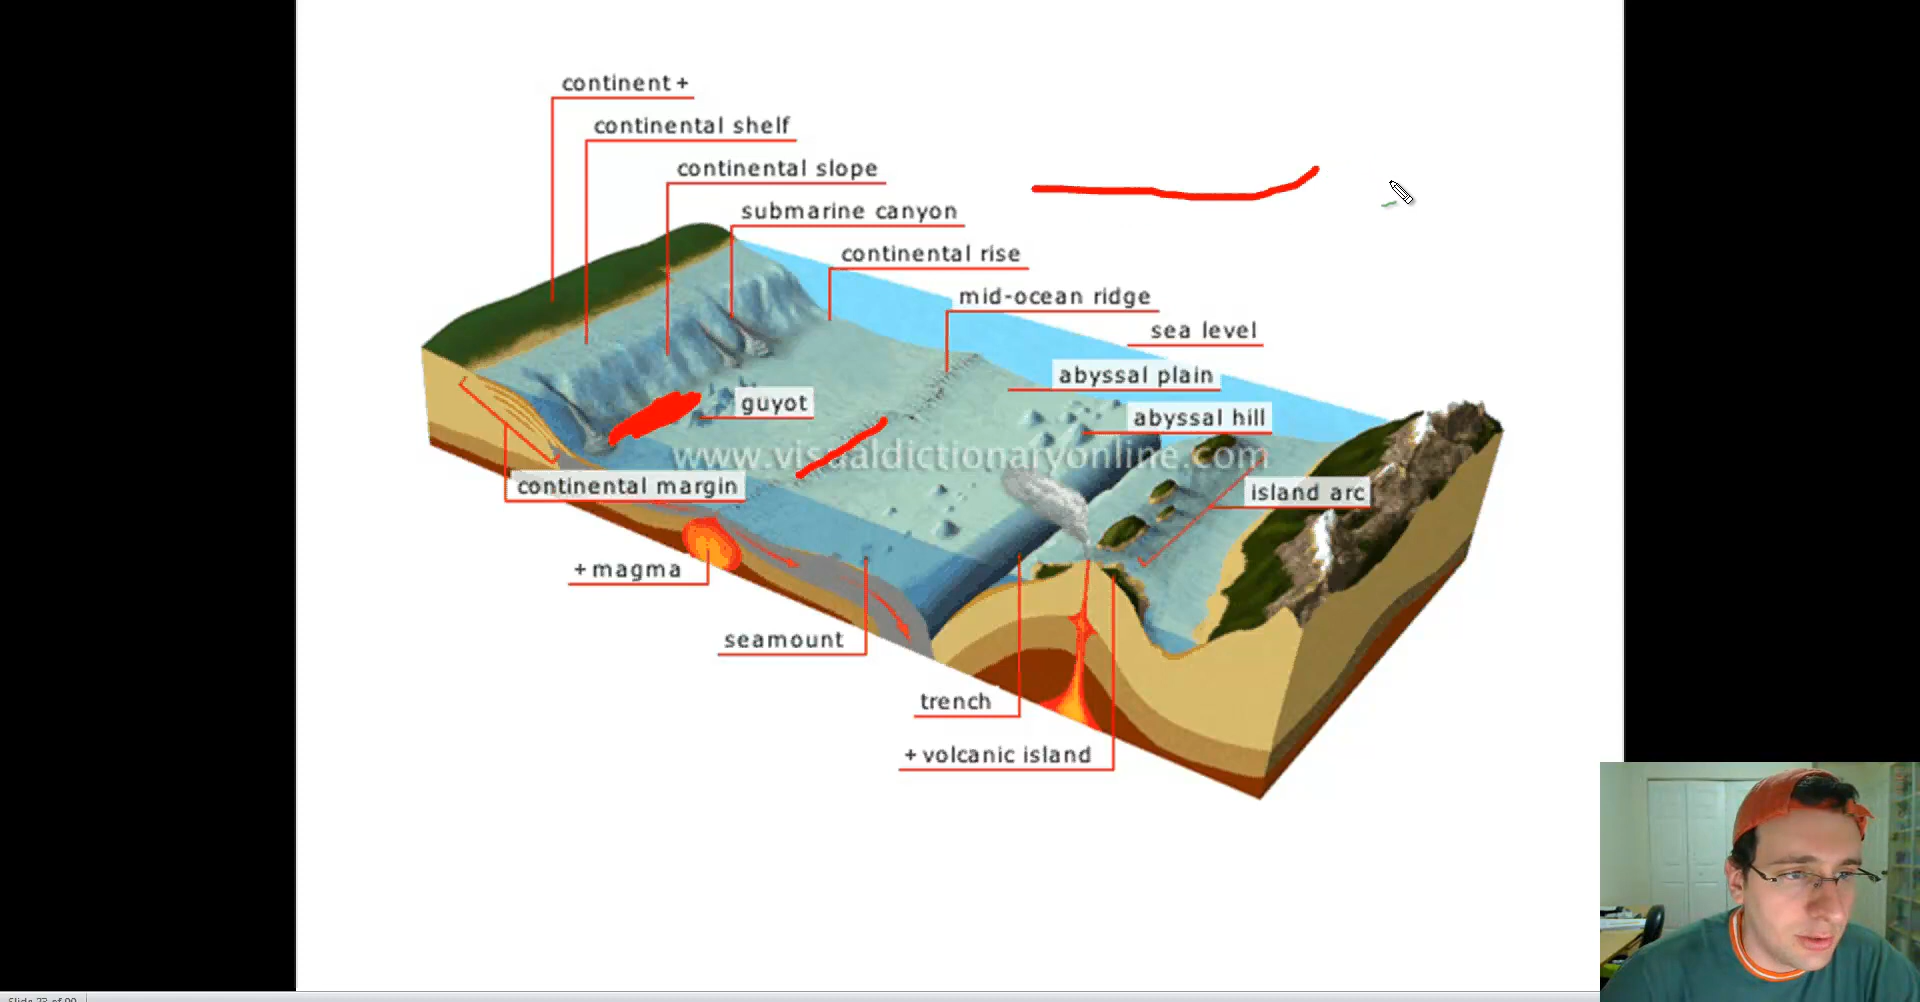 continent +
continental shelf
continental slope
submarine canyon
continental rise
mid-ocean ridge
sea level
abyssal plain
abyssal hill
guyot
www.visualdictionaryonline.com
continental margin
island arc
+ magma
seamount
trench
+ volcanic island